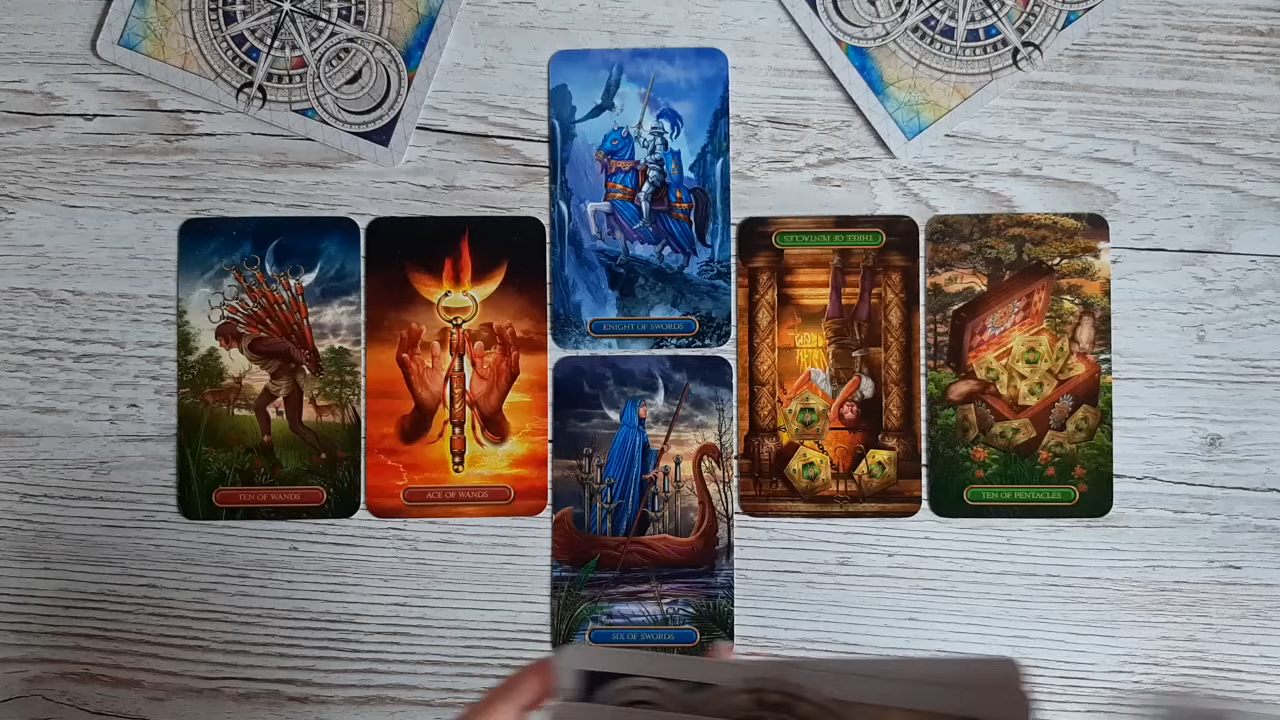 KNIGHT OF SWORDS
THREE OF PENTACLES
TEN OF WANDS
ACE OF WANDS
TEN OF PENTACLES
SIX OF SWORDS